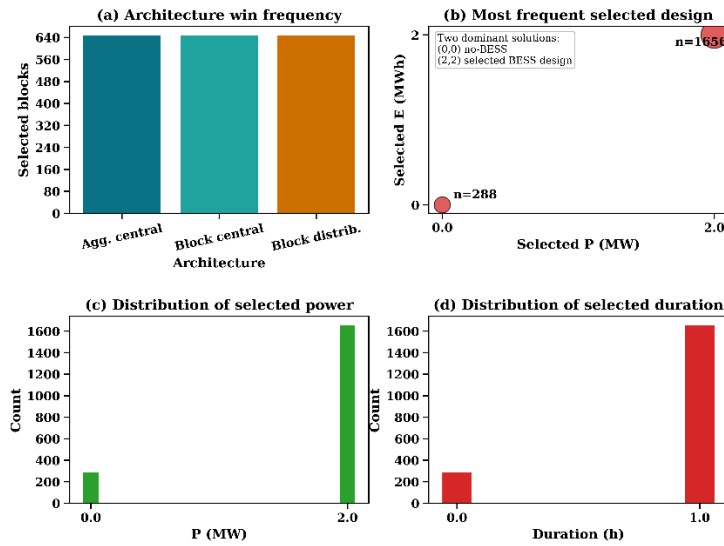 (a) Architecture win frequency
Selected blocks
640
560
480
400
320
240
160
80
0
Agg. central
Block central
Block distrib.
Architecture
(b) Most frequent selected design
Selected E (MWh)
2
0
Two dominant solutions:
(0,0) no-BESS
(2,2) selected BESS design
n=1656
n=288
0.0
2.0
Selected P (MW)
(c) Distribution of selected power
Count
1600
1400
1200
1000
800
600
400
200
0
0.0
2.0
P (MW)
(d) Distribution of selected duration
Count
1600
1400
1200
1000
800
600
400
200
0
0.0
1.0
Duration (h)